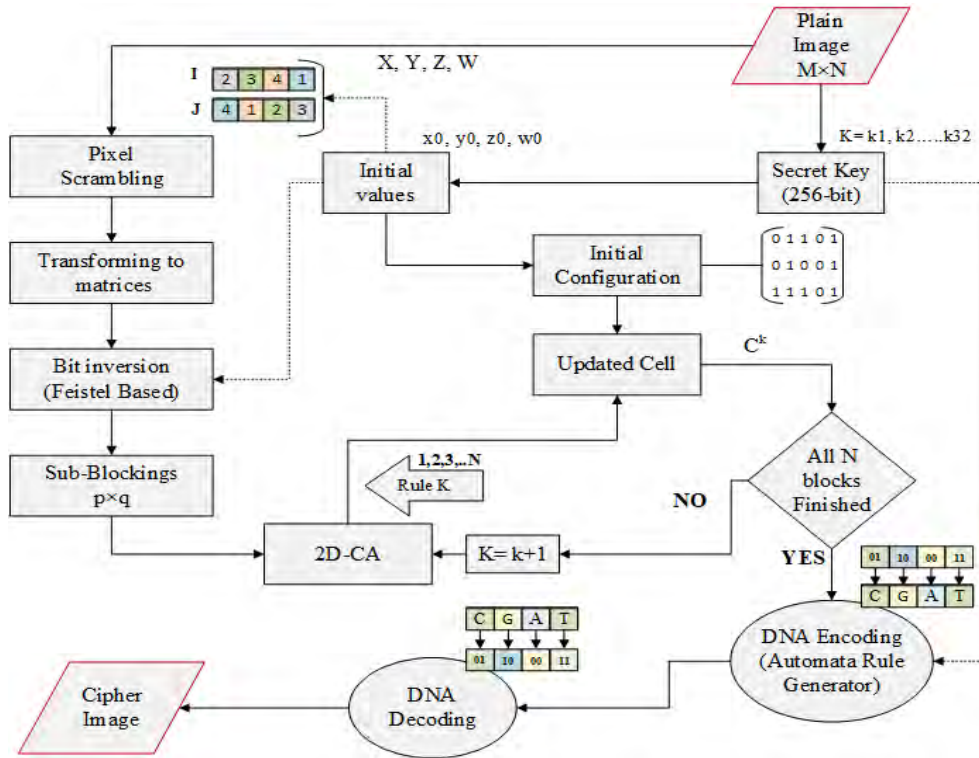 Plain
Image
M×N
X, Y, Z, W
I 2 3 4 1
J 4 1 2 3
x0, y0, z0, w0
K= k1, k2.....k32
Pixel
Scrambling
Initial
values
Secret Key
(256-bit)
Transforming to
matrices
Initial
Configuration
0 1 1 0 1
0 1 0 0 1
1 1 1 0 1
Bit inversion
(Feistel Based)
Updated Cell
C^k
Sub-Blockings
p×q
1,2,3,..N
Rule K
All N
blocks
Finished
NO
2D-CA
K= k+1
YES
01 10 00 11
C G A T
DNA Encoding
(Automata Rule
Generator)
C G A T
01 10 00 11
DNA
Decoding
Cipher
Image